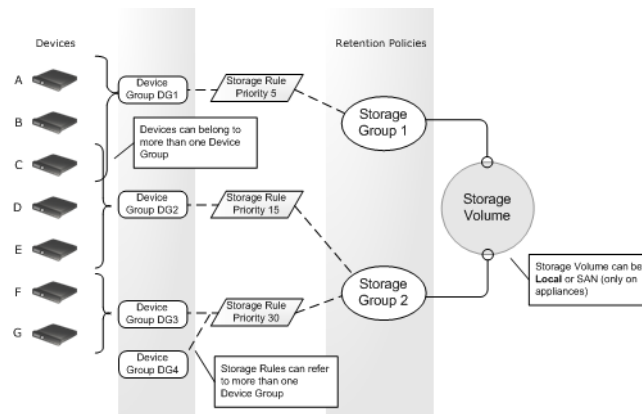 Devices
Retention Policies
A
B
C
D
E
F
G
Device
Group DG1
Storage Rule
Priority 5
Storage
Group 1
Devices can belong to
more than one Device
Group
Device
Group DG2
Storage Rule
Priority 15
Storage
Volume
Storage Volume can be
Local or SAN (only on
appliances)
Storage
Group 2
Device
Group DG3
Storage Rule
Priority 30
Device
Group DG4
Storage Rules can refer
to more than one
Device Group